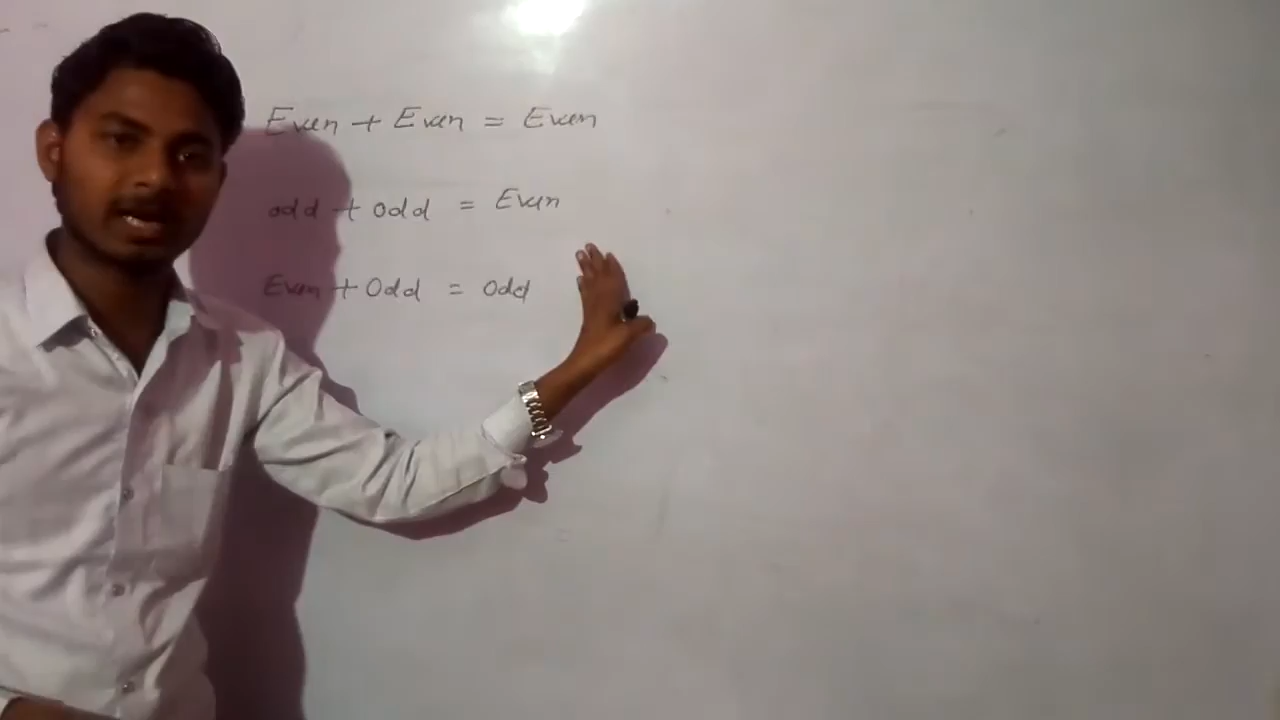 Even + Even = Even
odd + odd = Even
Even + Odd = Odd